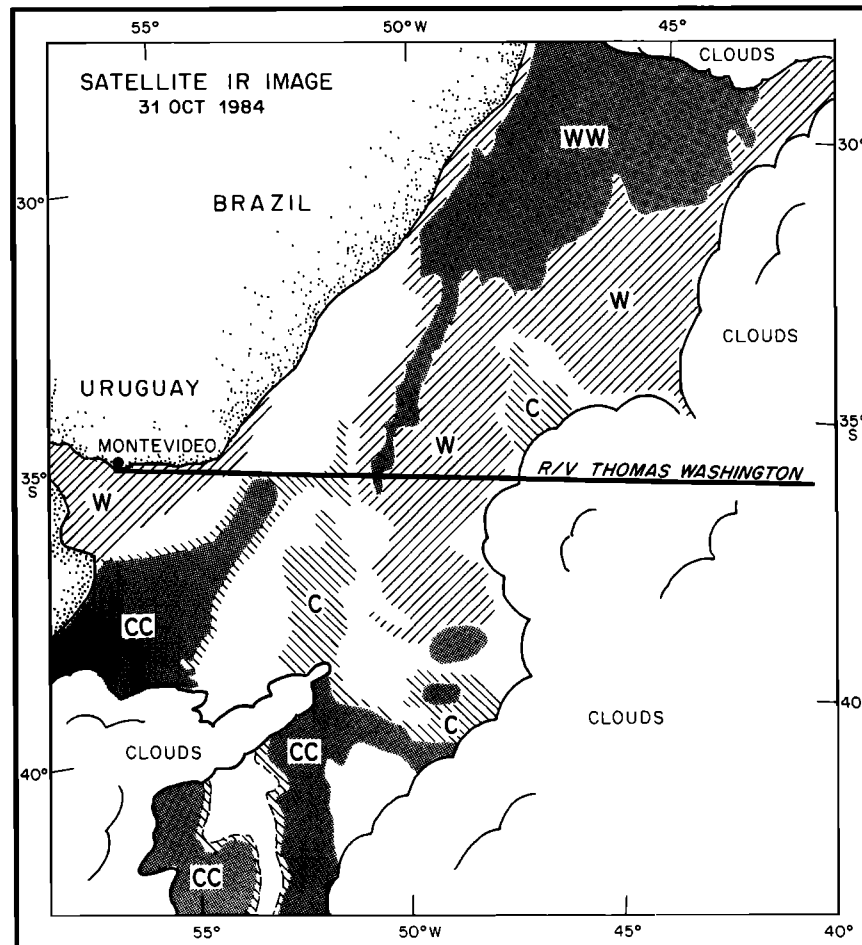 55°
50°W
45°
SATELLITE IR IMAGE
31 OCT 1984
CLOUDS
WW
30°
30°
BRAZIL
W
CLOUDS
URUGUAY
C
35°
S
MONTEVIDEO
W
35°
S
R/V THOMAS WASHINGTON
W
C
CC
CLOUDS
C
40°
CLOUDS
CC
40°
CC
55°
50°W
45°
40°